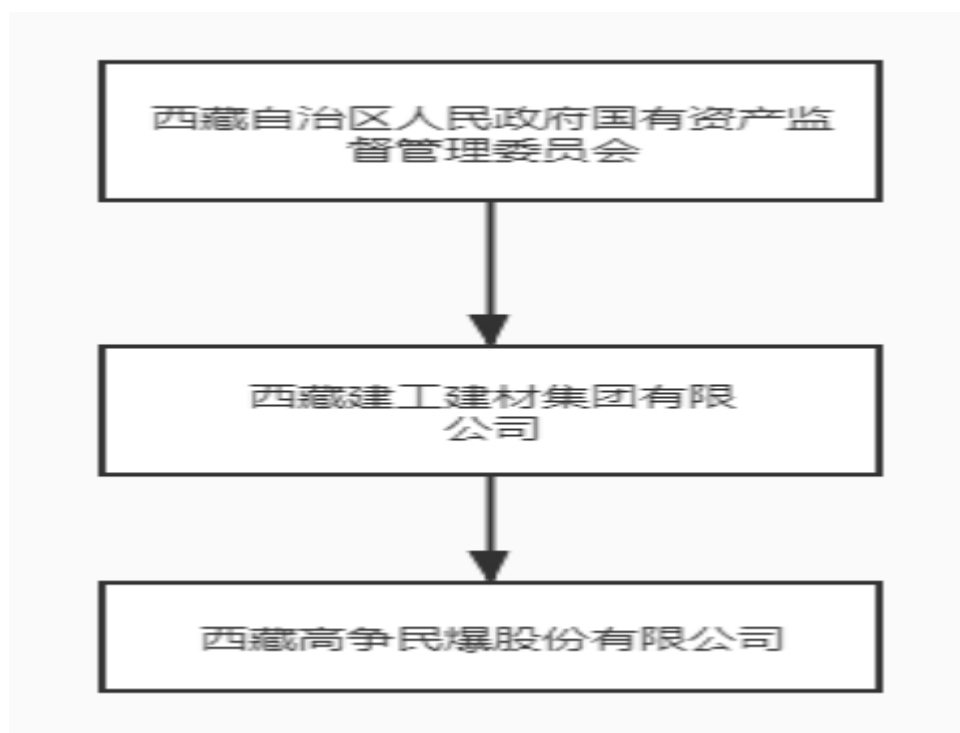 西藏自治区人民政府国有资产监
督管理委员会
西藏建工建材集团有限
公司
西藏高争民爆股份有限公司